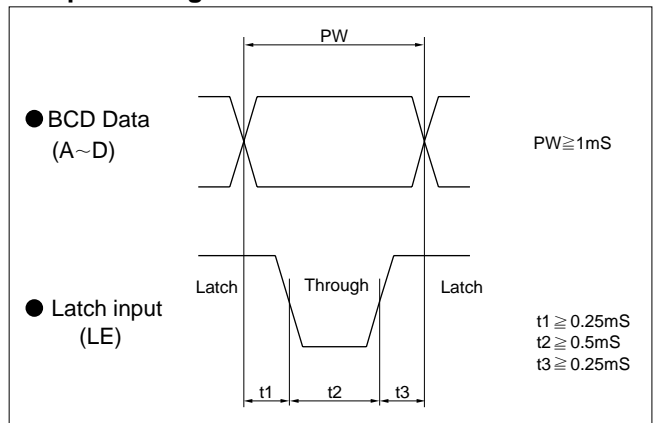 PW
● BCD Data
(A~D)
PW≧1mS
Latch
Through
Latch
● Latch input
(LE)
t1≧0.25mS
t2≧0.5mS
t3≧0.25mS
t1
t2
t3